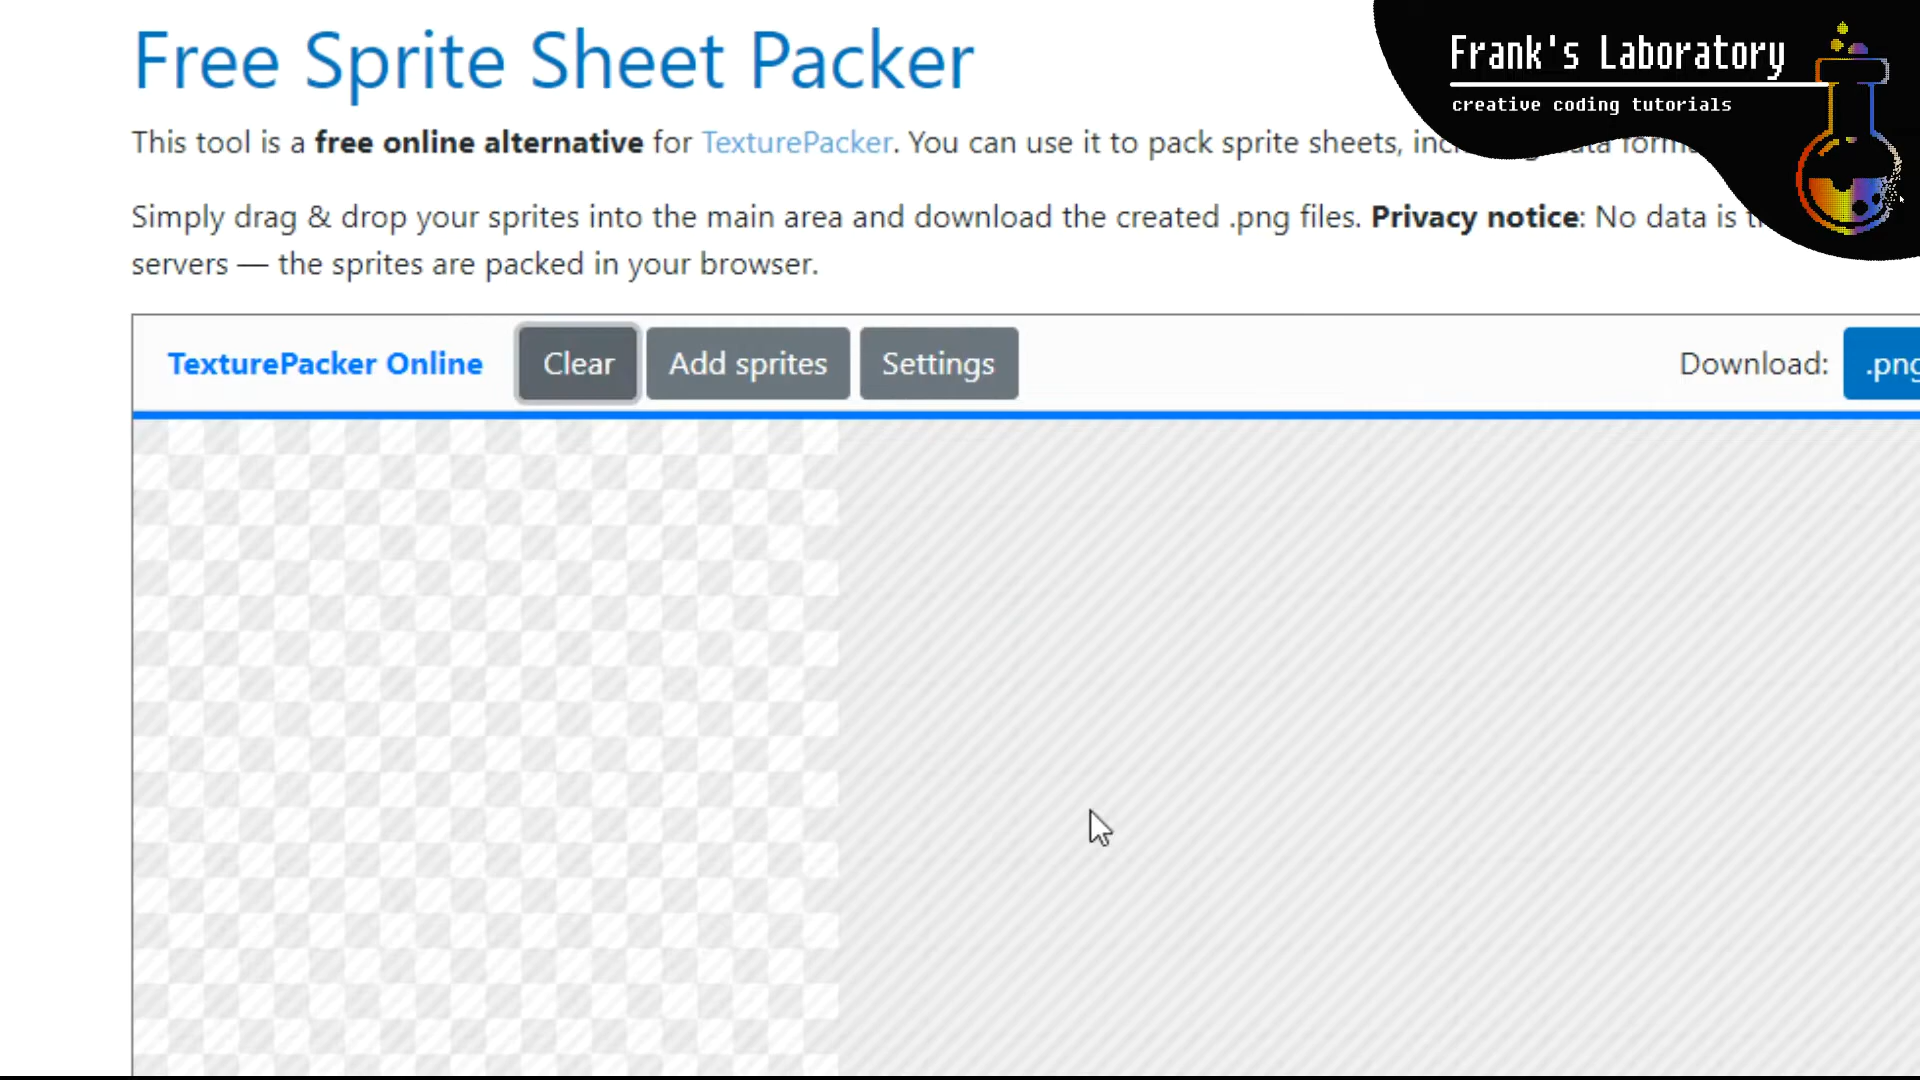 Free Sprite Sheet Packer
Frank's Laboratory
creative coding tutorials
This tool is a free online alternative for TexturePacker. You can use it to pack sprite sheets,
Simply drag & drop your sprites into the main area and download the created .png files. Privacy notice: No data is
servers — the sprites are packed in your browser.
TexturePacker Online Clear Add sprites Settings Download: .png